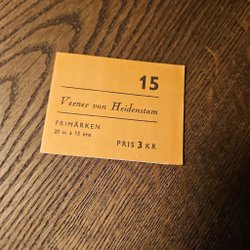 15
Verner von Heidenstam
FRIMÄRKEN
20 st à 15 öre
PRIS 3 KR